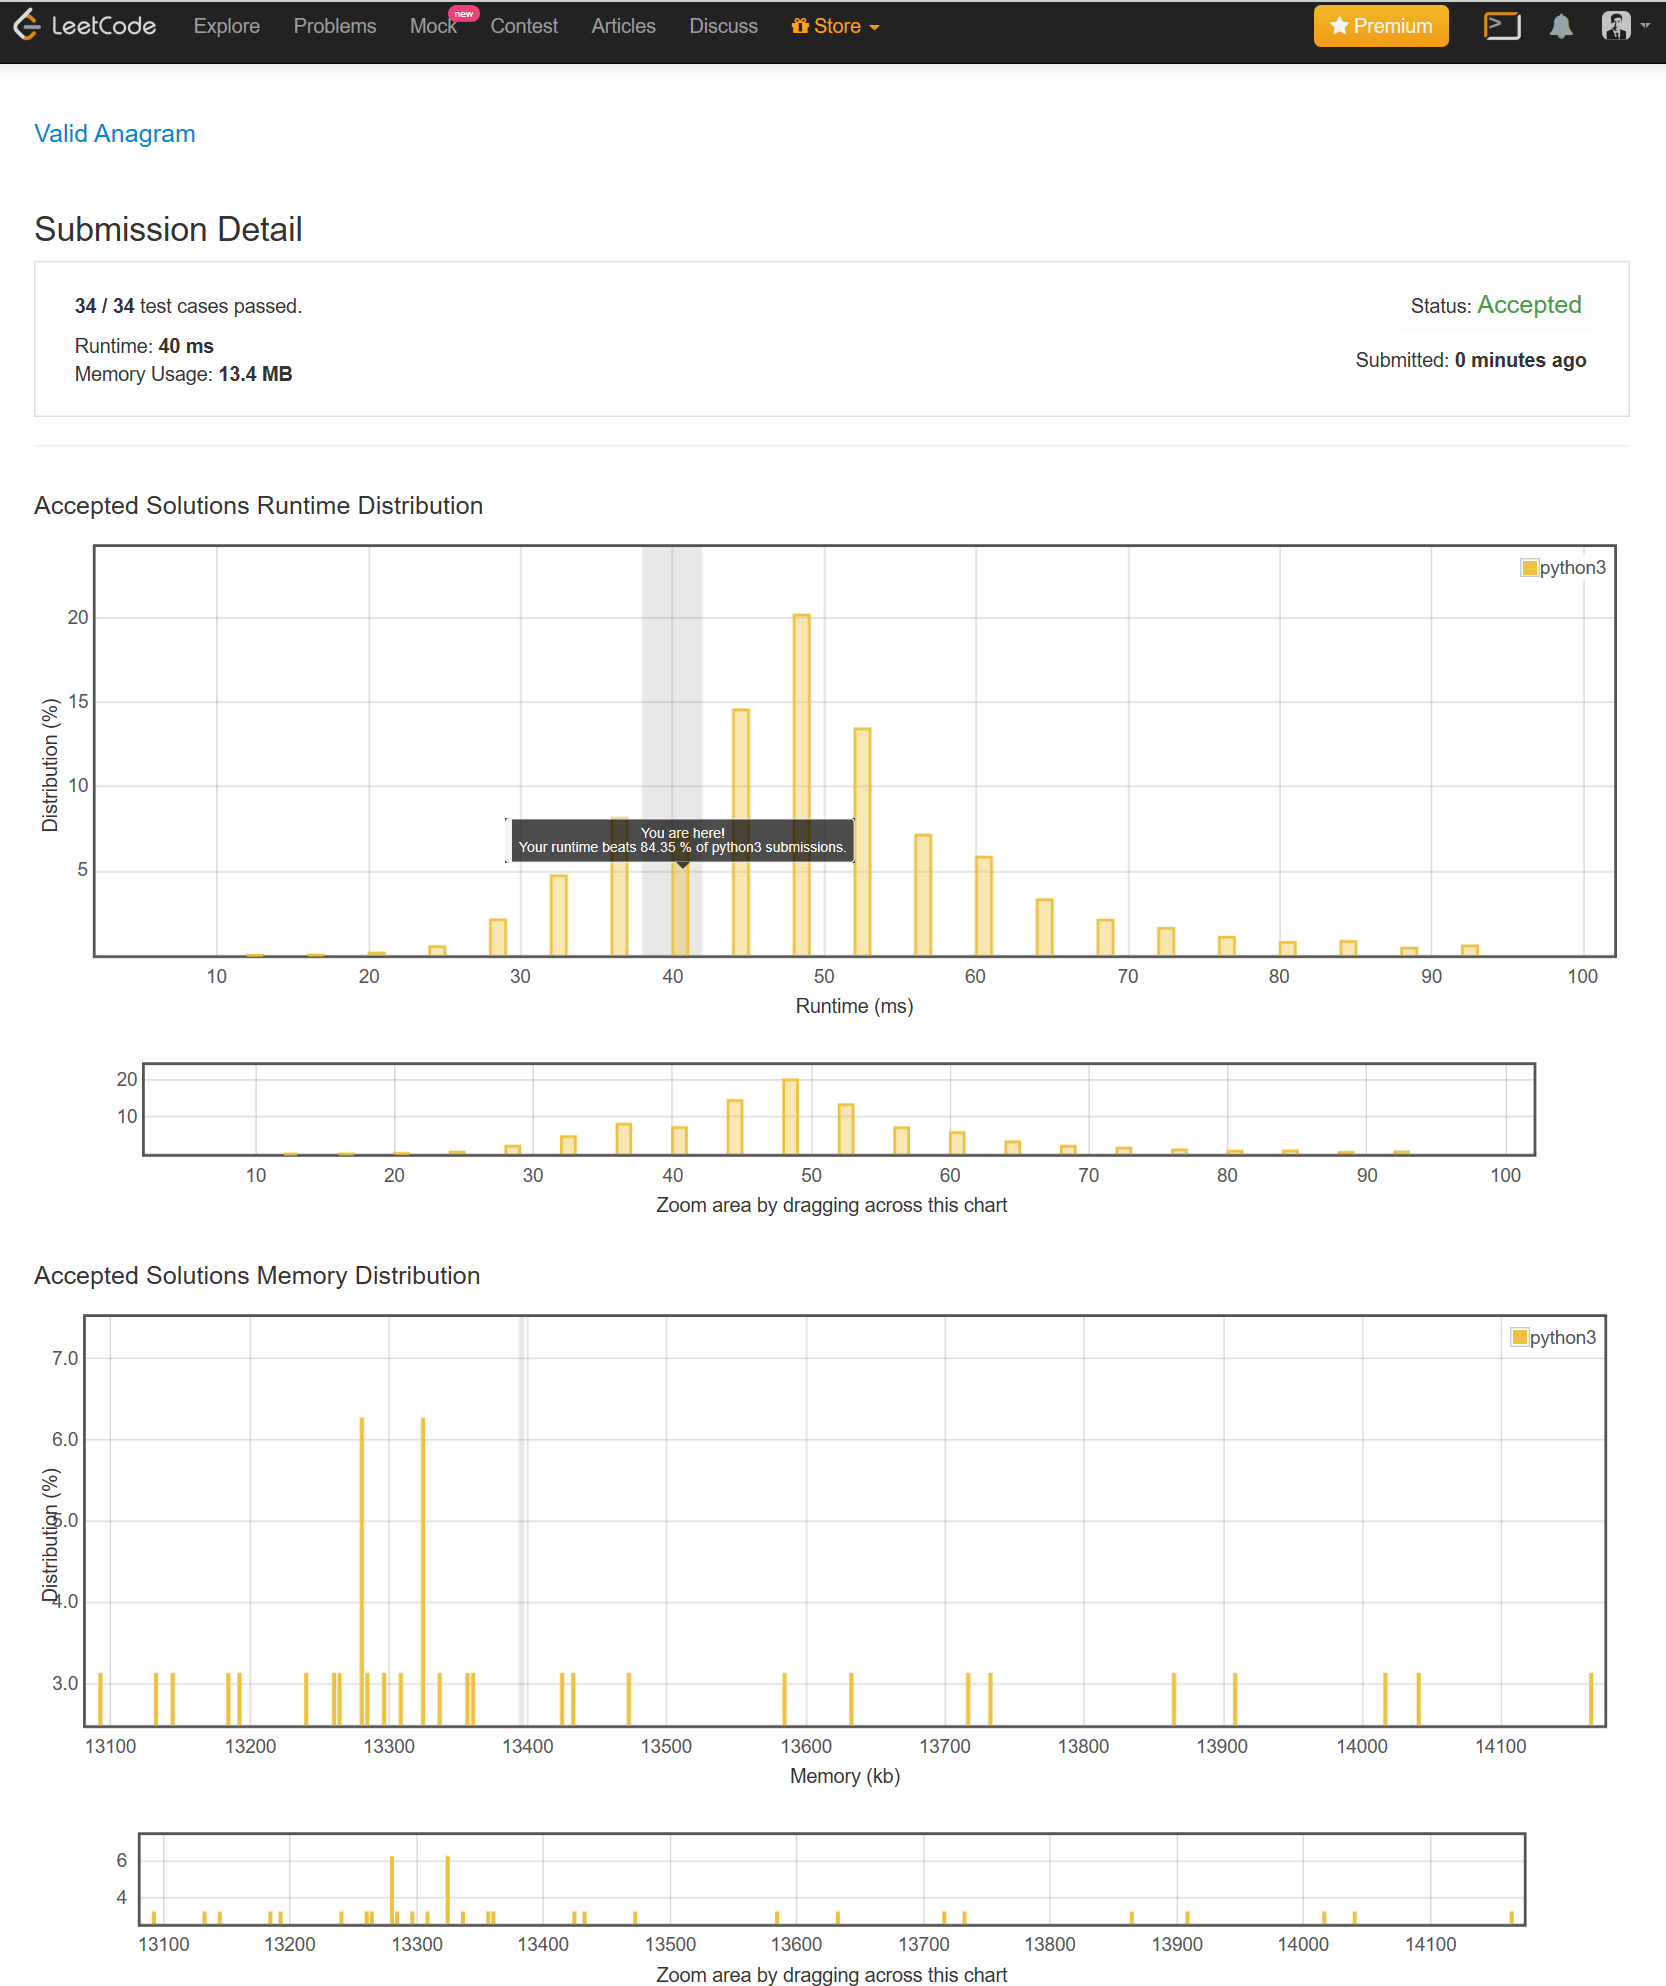 LeetCode Explore Problems Mock new Contest Articles Discuss Store Premium
Valid Anagram
Submission Detail
34 / 34 test cases passed.
Status: Accepted
Runtime: 40 ms
Submitted: 0 minutes ago
Memory Usage: 13.4 MB
Accepted Solutions Runtime Distribution
python3
20
15
10
5
Distribution (%)
You are here!
Your runtime beats 84.35 % of python3 submissions.
10 20 30 40 50 60 70 80 90 100
Runtime (ms)
20
10
10 20 30 40 50 60 70 80 90 100
Zoom area by dragging across this chart
Accepted Solutions Memory Distribution
python3
7.0
6.0
5.0
4.0
3.0
Distribution (%)
13100 13200 13300 13400 13500 13600 13700 13800 13900 14000 14100
Memory (kb)
6
4
13100 13200 13300 13400 13500 13600 13700 13800 13900 14000 14100
Zoom area by dragging across this chart